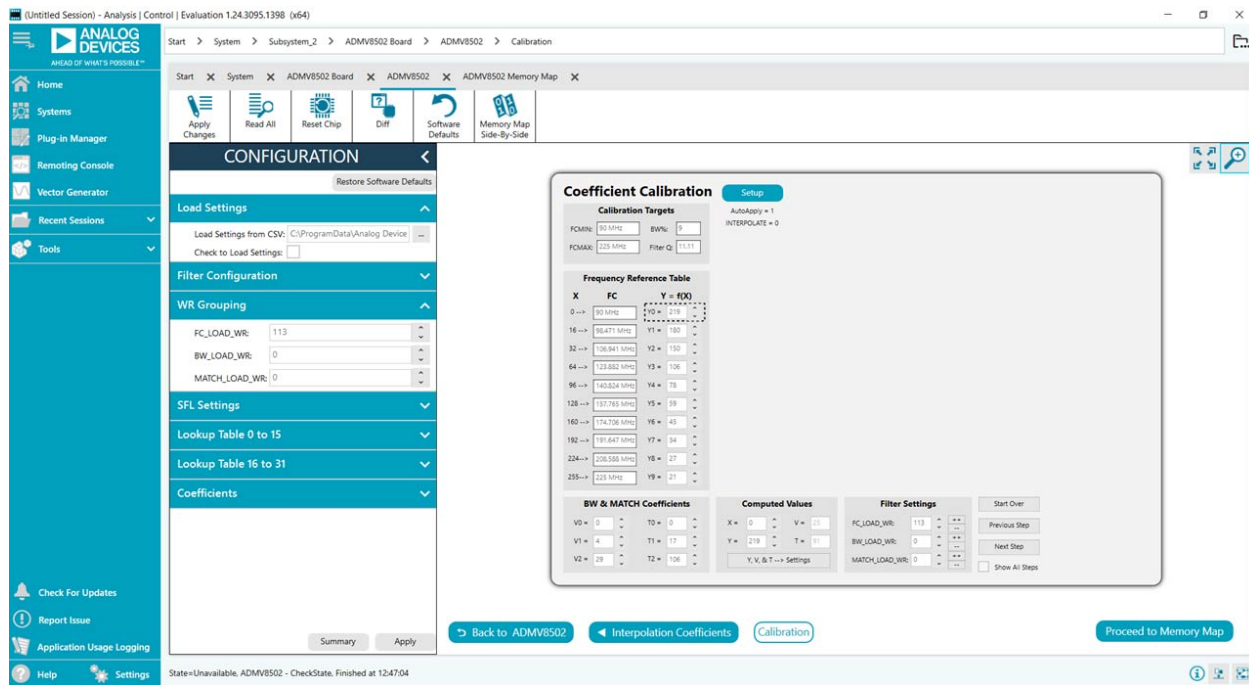 (Untitled Session) - Analysis | Control | Evaluation 1.24.3095.1398 (x64)
ANALOG DEVICES
AHEAD OF WHAT'S POSSIBLE™
Start > System > Subsystem_2 > ADMV8502 Board > ADMV8502 > Calibration
Start System ADMV8502 Board ADMV8502 ADMV8502 Memory Map
Home
Systems
Plug-in Manager
Remoting Console
Vector Generator
Recent Sessions
Tools
Check For Updates
Report Issue
Application Usage Logging
Help Settings
Apply Changes
Read All
Reset Chip
Diff
Software Defaults
Memory Map Side-By-Side
CONFIGURATION
Restore Software Defaults
Load Settings
Load Settings from CSV: C:\ProgramData\Analog Device ...
Check to Load Settings:
Filter Configuration
WR Grouping
FC_LOAD_WR: 113
BW_LOAD_WR: 0
MATCH_LOAD_WR: 0
SFL Settings
Lookup Table 0 to 15
Lookup Table 16 to 31
Coefficients
Summary Apply
Coefficient Calibration Setup
Calibration Targets
AutoApply = 1
INTERPOLATE = 0
FCMIN: 90 MHz BW%: 9
FCMAX: 225 MHz Filter Q: 11.11
Frequency Reference Table
X FC Y = f(X)
0 --> 90 MHz Y0 = 219
16 --> 98.471 MHz Y1 = 180
32 --> 106.941 MHz Y2 = 150
64 --> 123.882 MHz Y3 = 106
96 --> 140.824 MHz Y4 = 78
128 --> 157.765 MHz Y5 = 59
160 --> 174.706 MHz Y6 = 45
192 --> 191.647 MHz Y7 = 34
224--> 208.588 MHz Y8 = 27
255--> 225 MHz Y9 = 21
BW & MATCH Coefficients
V0 = 0 T0 = 0
V1 = 4 T1 = 17
V2 = 29 T2 = 106
Computed Values
X = 0 V =
Y = 219 T =
Y, V, & T --> Settings
Filter Settings
FC_LOAD_WR: 113 ++ --
BW_LOAD_WR: 0 ++ --
MATCH_LOAD_WR: 0 ++ --
Start Over
Previous Step
Next Step
Show All Steps
Back to ADMV8502
Interpolation Coefficients
Calibration
Proceed to Memory Map
State=Unavailable, ADMV8502 - CheckState. Finished at 12:47:04